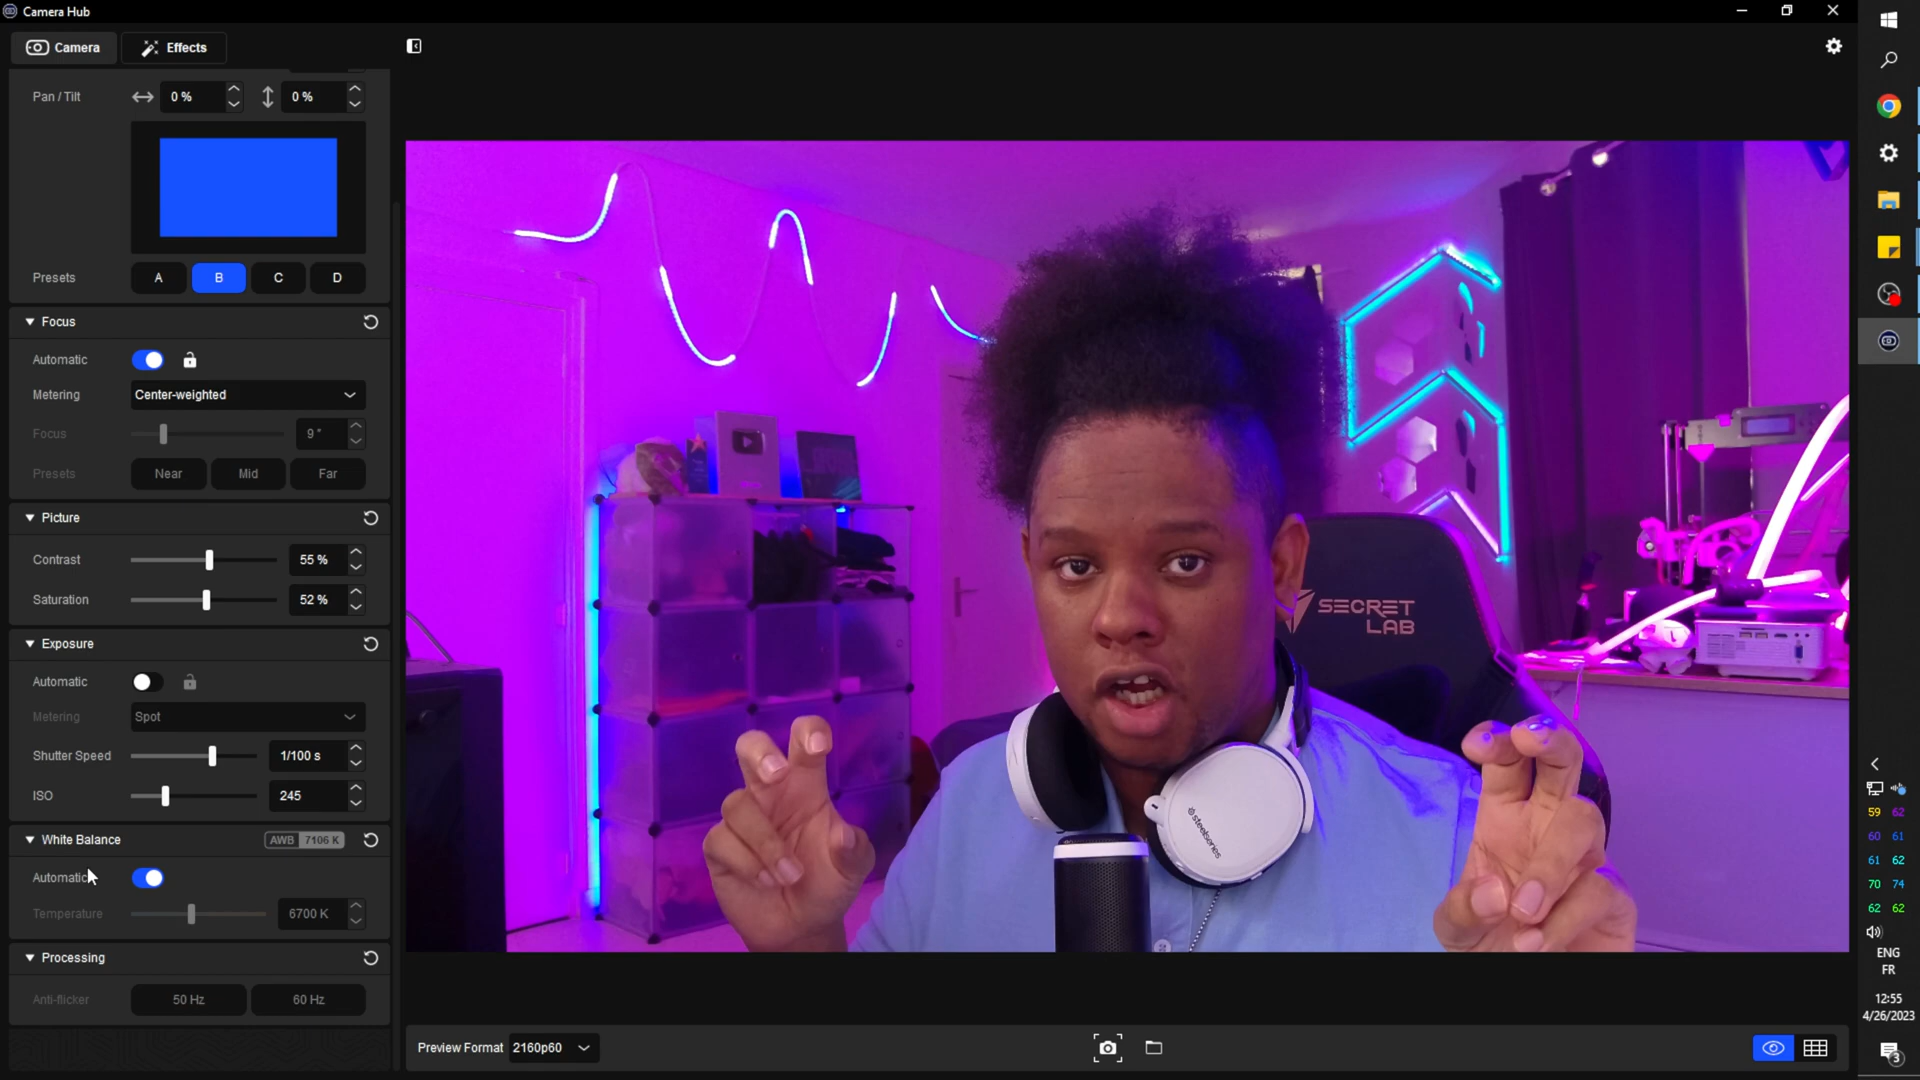 Camera Hub
Camera
Effects
Pan / Tilt
0 %
0 %
Presets
A
B
C
D
Focus
Automatic
Metering
Center-weighted
Focus
9 "
Presets
Near
Mid
Far
Picture
Contrast
55 %
Saturation
52 %
Exposure
Automatic
Metering
Spot
Shutter Speed
1/100 s
ISO
245
White Balance
AWB 7106 K
Automatic
Temperature
6700 K
Processing
Anti-flicker
50 Hz
60 Hz
SECRET
LAB
steelseries
Preview Format
2160p60
59 62
60 61
61 62
70 74
62 62
ENG
FR
12:55
4/26/2023
3